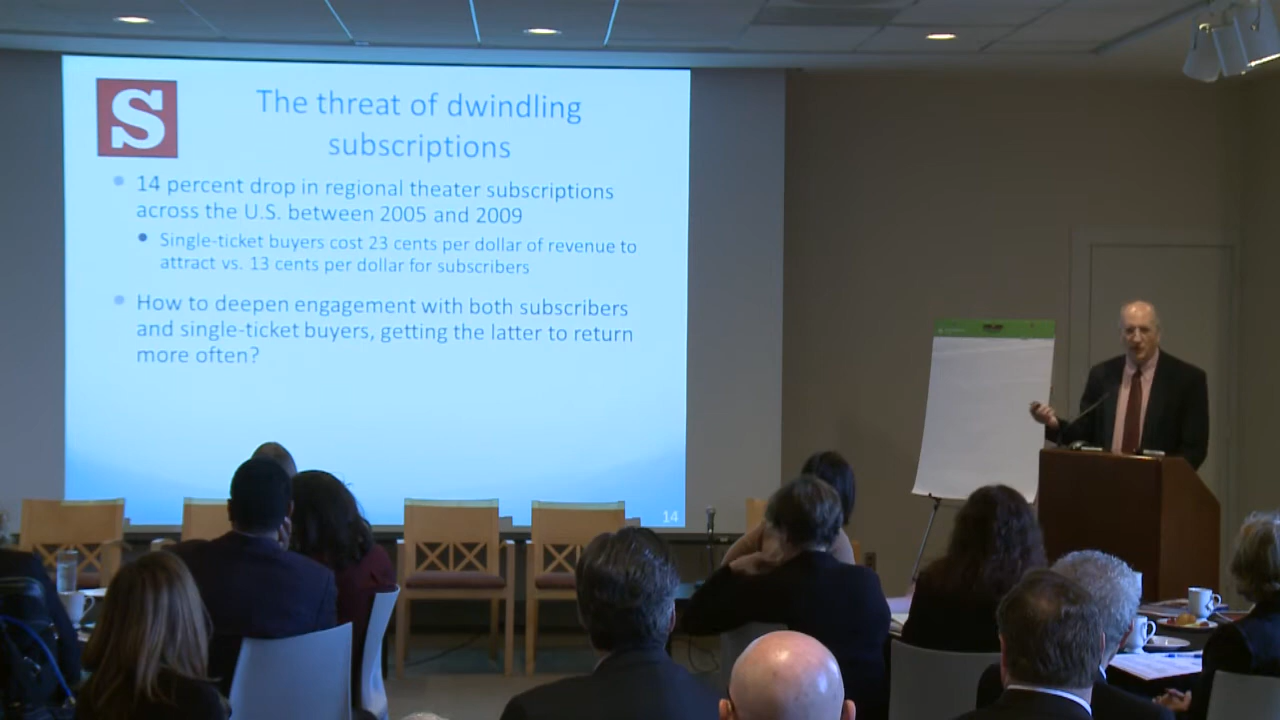 S
The threat of dwindling
subscriptions
14 percent drop in regional theater subscriptions
across the U.S. between 2005 and 2009
Single-ticket buyers cost 23 cents per dollar of revenue to
attract vs. 13 cents per dollar for subscribers
How to deepen engagement with both subscribers
and single-ticket buyers, getting the latter to return
more often?
14